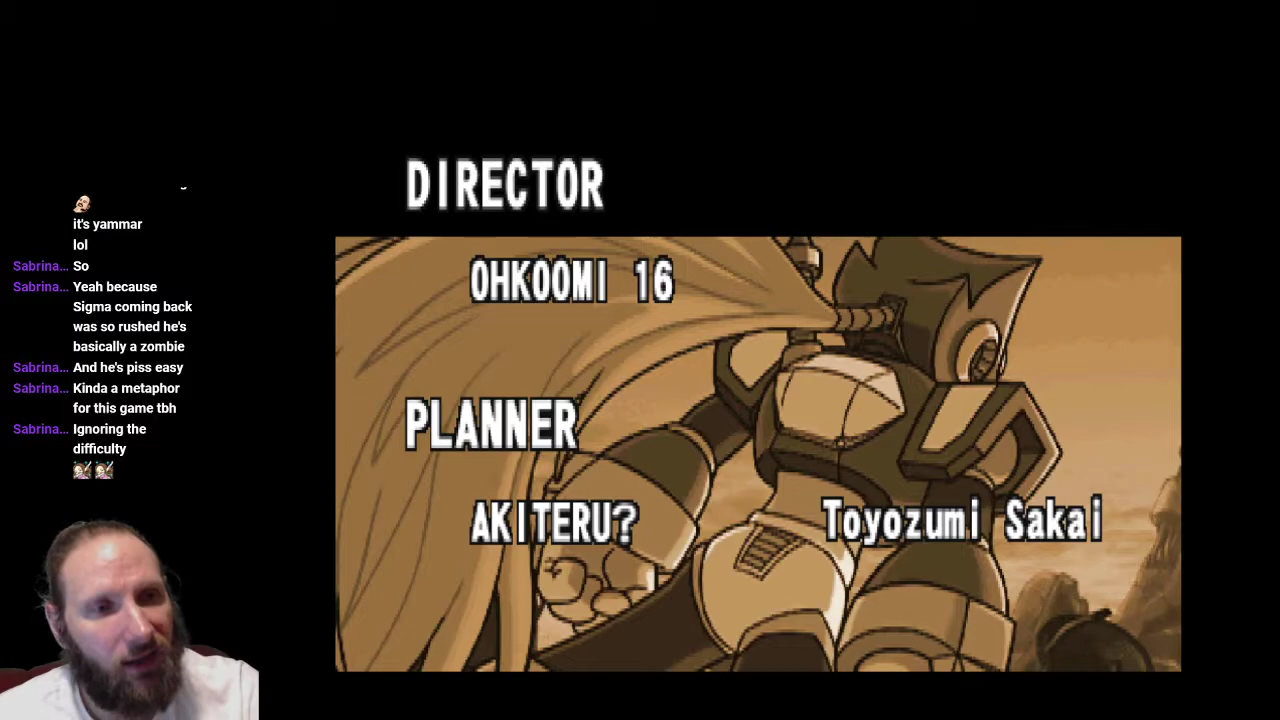 it's yammar
lol
Sabrina... So
Sabrina... Yeah because
Sigma coming back
was so rushed he's
basically a zombie
Sabrina... And he's piss easy
Sabrina... Kinda a metaphor
for this game tbh
Sabrina... Ignoring the
difficulty
DIRECTOR
OHKOOMI 16
PLANNER
AKITERU? Toyozumi Sakai